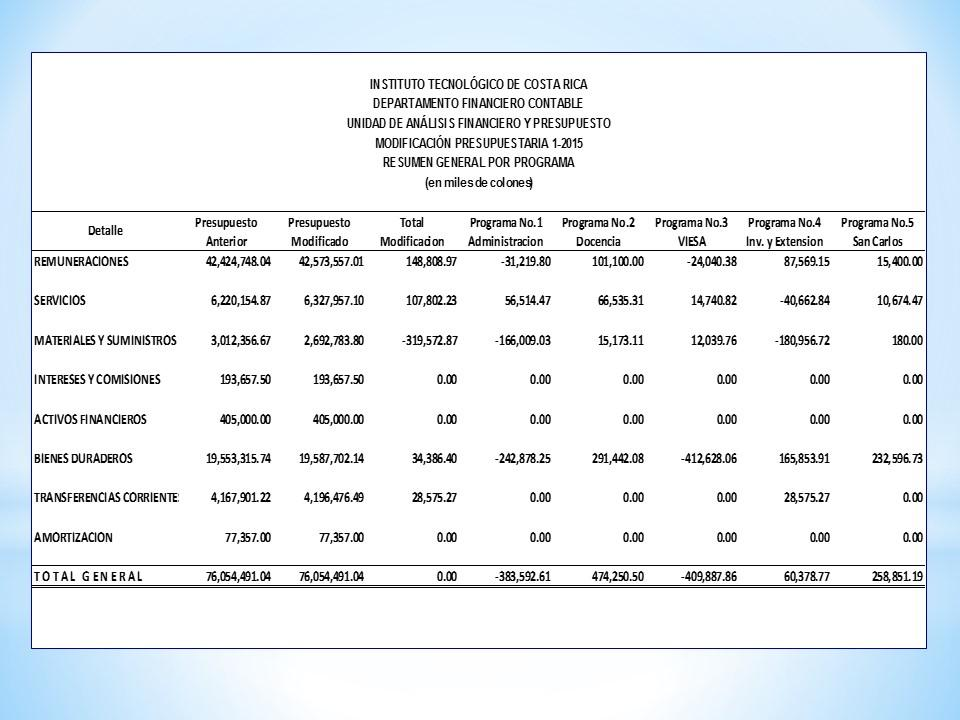 INSTITUTO TECNOLÓGICO DE COSTA RICA
DEPARTAMENTO FINANCIERO CONTABLE
UNIDAD DE ANÁLISIS FINANCIERO Y PRESUPUESTO
MODIFICACIÓN PRESUPUESTARIA 1-2015
RESUMEN GENERAL POR PROGRAMA
(en miles de colones)
Detalle Presupuesto Anterior Presupuesto Modificado Total Modificacion Programa No.1 Administracion Programa No.2 Docencia Programa No.3 VIESA Programa No.4 Inv. y Extension Programa No.5 San Carlos
REMUNERACIONES 42,424,748.04 42,573,557.01 148,808.97 -31,219.80 101,100.00 -24,040.38 87,569.15 15,400.00
SERVICIOS 6,220,154.87 6,327,957.10 107,802.23 56,514.47 66,535.31 14,740.82 -40,662.84 10,674.47
MATERIALES Y SUMINISTROS 3,012,356.67 2,692,783.80 -319,572.87 -166,009.03 15,173.11 12,039.76 -180,956.72 180.00
INTERESES Y COMISIONES 193,657.50 193,657.50 0.00 0.00 0.00 0.00 0.00 0.00
ACTIVOS FINANCIEROS 405,000.00 405,000.00 0.00 0.00 0.00 0.00 0.00 0.00
BIENES DURADEROS 19,553,315.74 19,587,702.14 34,386.40 -242,878.25 291,442.08 -412,628.06 165,853.91 232,596.73
TRANSFERENCIAS CORRIENTE 4,167,901.22 4,196,476.49 28,575.27 0.00 0.00 0.00 28,575.27 0.00
AMORTIZACION 77,357.00 77,357.00 0.00 0.00 0.00 0.00 0.00 0.00
TOTAL GENERAL 76,054,491.04 76,054,491.04 0.00 -383,592.61 474,250.50 -409,887.86 60,378.77 258,851.19